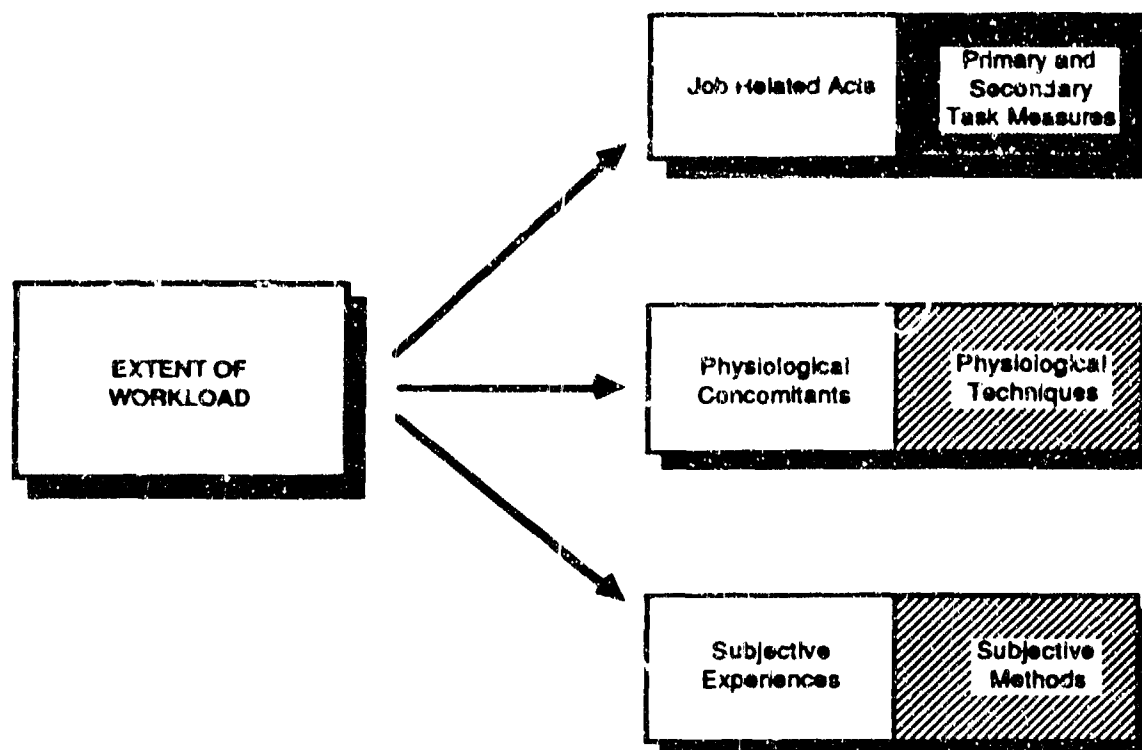 Job Related Acts
Primary and
Secondary
Task Measures
EXTENT OF
WORKLOAD
Physiological
Concomitants
Physiological
Techniques
Subjective
Experiences
Subjective
Methods